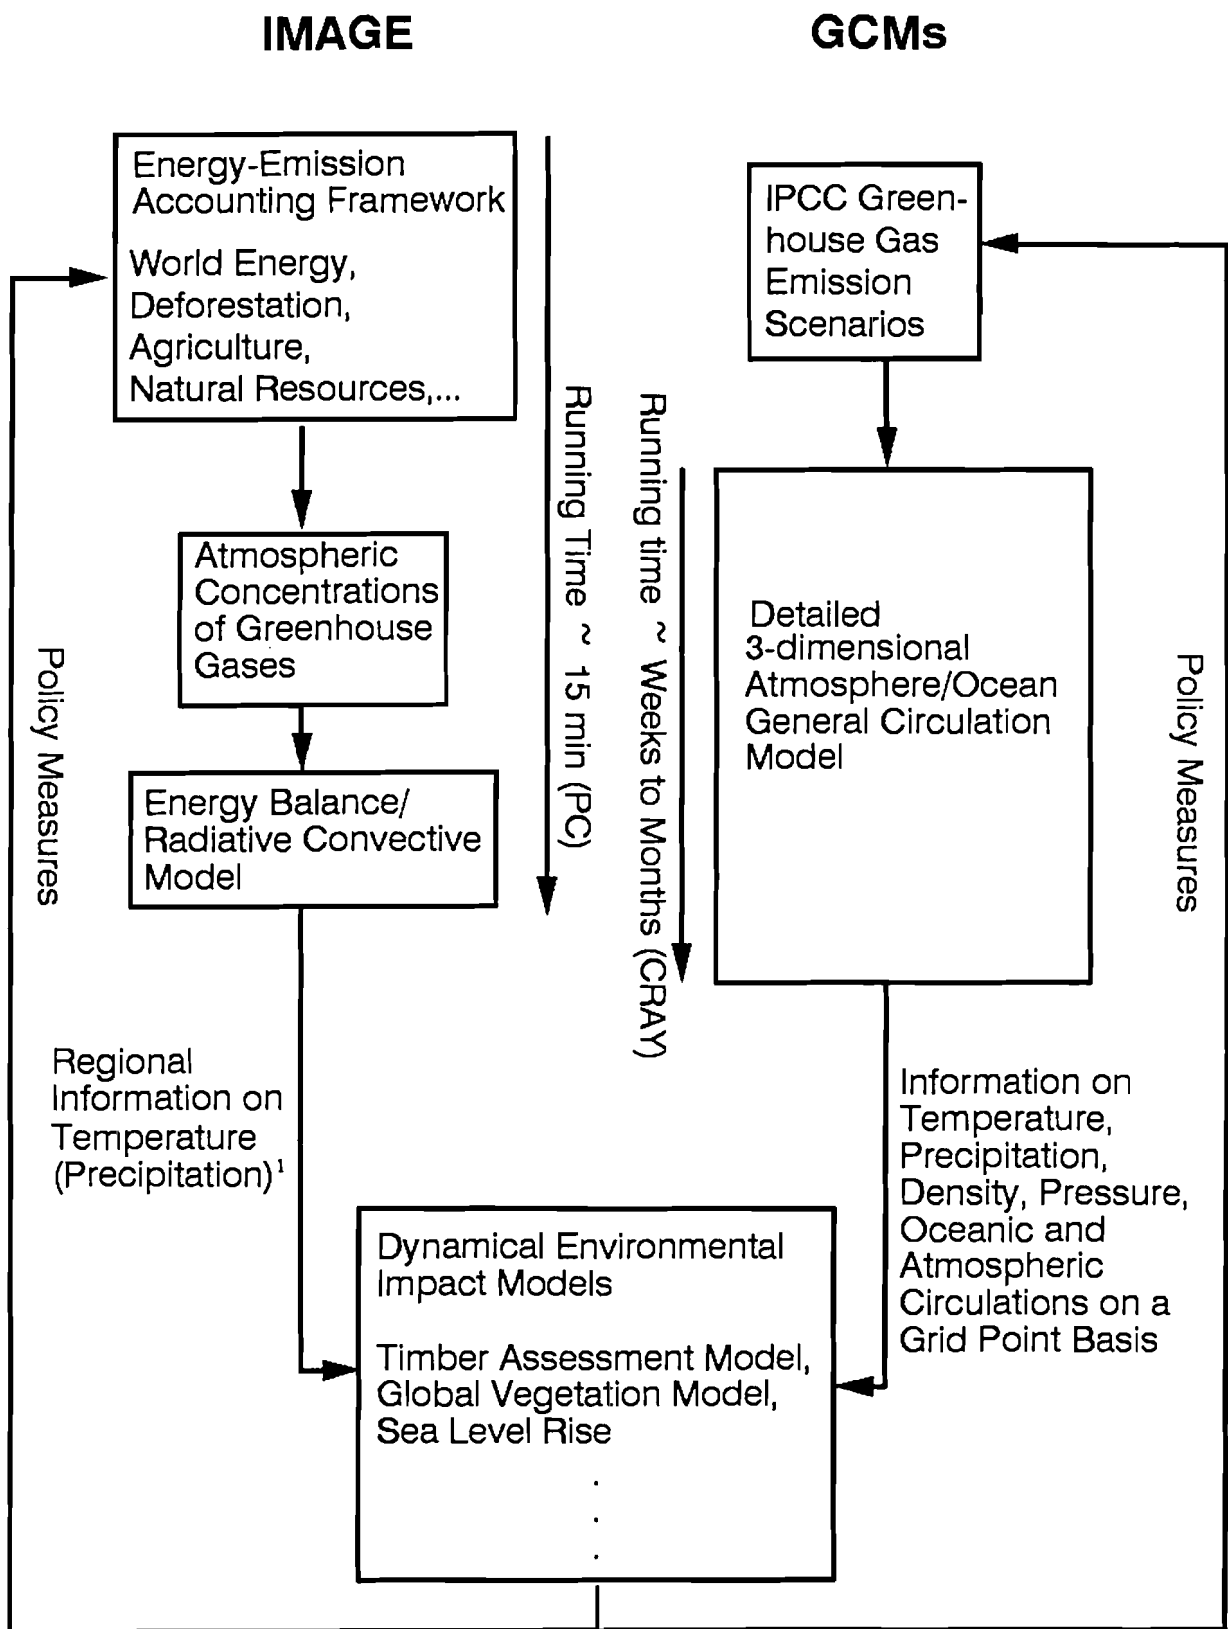 IMAGE
GCMs
Energy-Emission
Accounting Framework
World Energy,
Deforestation,
Agriculture,
Natural Resources,...
IPCC Green-
house Gas
Emission
Scenarios
Running Time ~ 15 min (PC)
Running time ~ Weeks to Months (CRAY)
Atmospheric
Concentrations
of Greenhouse
Gases
Detailed
3-dimensional
Atmosphere/Ocean
General Circulation
Model
Policy Measures
Policy Measures
Energy Balance/
Radiative Convective
Model
Regional
Information on
Temperature
(Precipitation)¹
Information on
Temperature,
Precipitation,
Density, Pressure,
Oceanic and
Atmospheric
Circulations on a
Grid Point Basis
Dynamical Environmental
Impact Models
Timber Assessment Model,
Global Vegetation Model,
Sea Level Rise
.
.
.